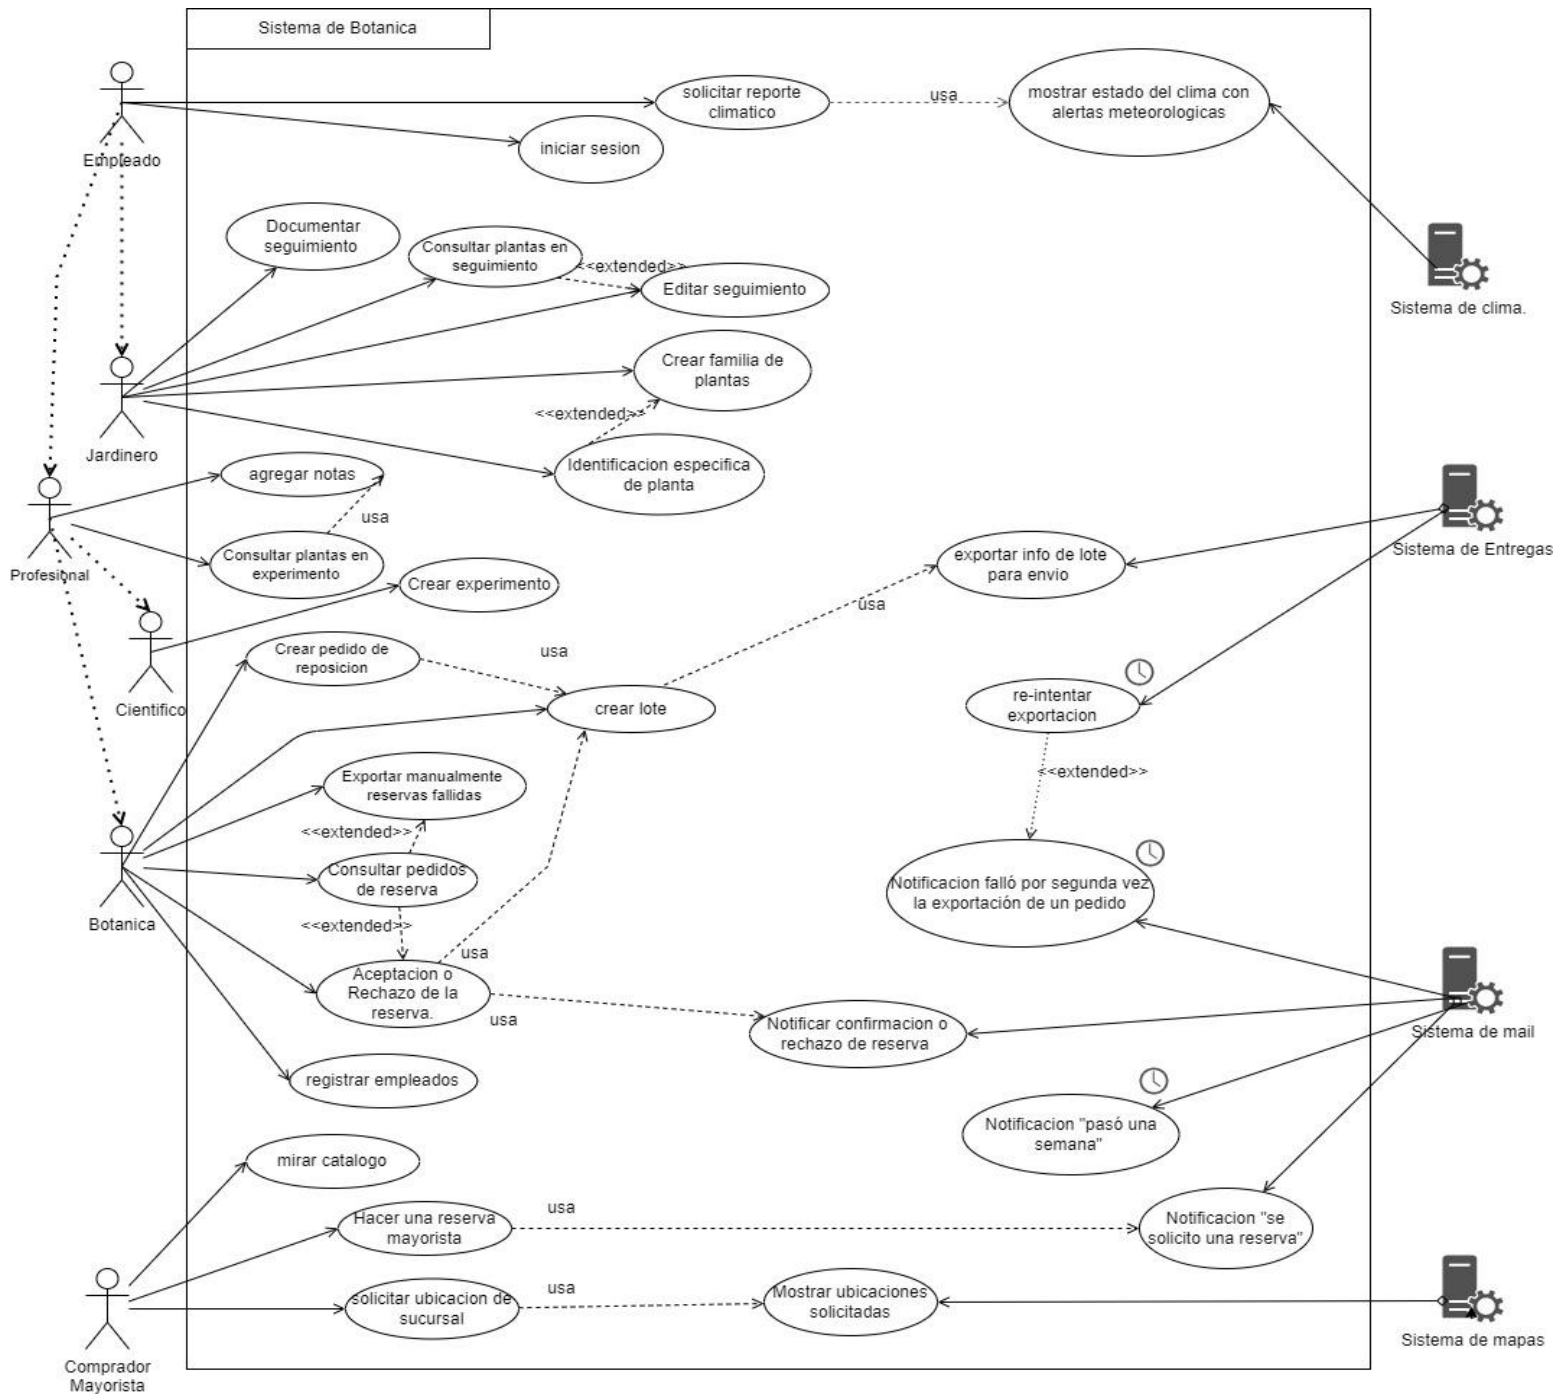 Sistema de Botanica
solicitar reporte
climatico
usa
mostrar estado del clima con
alertas meteorologicas
iniciar sesion
Empleado
Documentar
seguimiento
Consultar plantas en
seguimiento
<<extended>>
Editar seguimiento
Sistema de clima.
Crear familia de
plantas
<<extended>>
Jardinero
Identificacion especifica
de planta
agregar notas
usa
Consultar plantas en
experimento
Profesional
exportar info de lote
para envio
Sistema de Entregas
Crear experimento
usa
Crear pedido de
reposicion
usa
Cientifico
crear lote
re-intentar
exportacion
<<extended>>
Exportar manualmente
reservas fallidas
<<extended>>
Consultar pedidos
de reserva
Notificacion falló por segunda vez
la exportación de un pedido
Botanica
<<extended>>
usa
Aceptacion o
Rechazo de la
reserva.
usa
Notificar confirmacion o
rechazo de reserva
Sistema de mail
registrar empleados
Notificacion "pasó una
semana"
mirar catalogo
Hacer una reserva
mayorista
usa
Notificacion "se
solicito una reserva"
solicitar ubicacion de
sucursal
usa
Mostrar ubicaciones
solicitadas
Sistema de mapas
Comprador
Mayorista